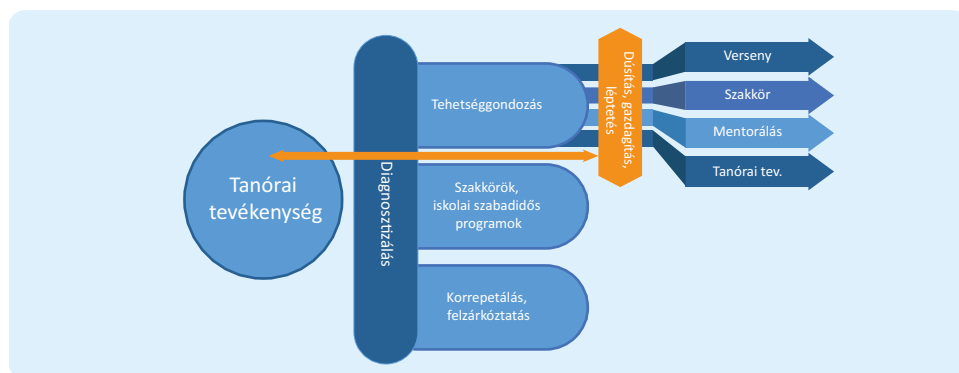 Tanórai
tevékenység
Diagnosztizálás
Tehetséggondozás
Szakkörök,
iskolai szabadidős
programok
Korrepetálás,
felzárkóztatás
Dúsítás, gazdagítás,
léptetés
Verseny
Szakkör
Mentorálás
Tanórai tev.